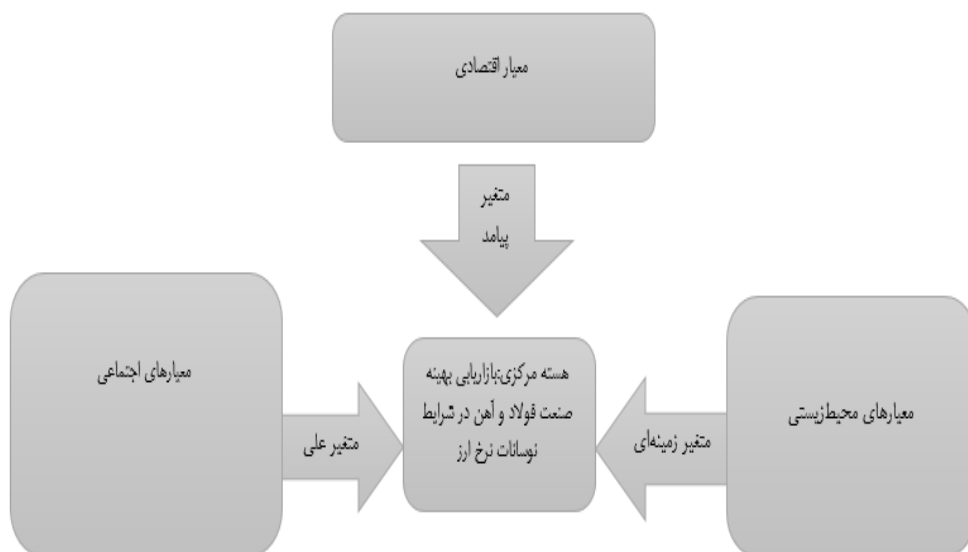 معیار اقتصادی
متغیر
پیامد
معیارهای اجتماعی
متغیر علی
هسته مرکزی:بازاریابی بهینه
صنعت فولاد و آهن در شرایط
نوسانات نرخ ارز
متغیر زمینه‌ای
معیارهای محیط‌زیستی